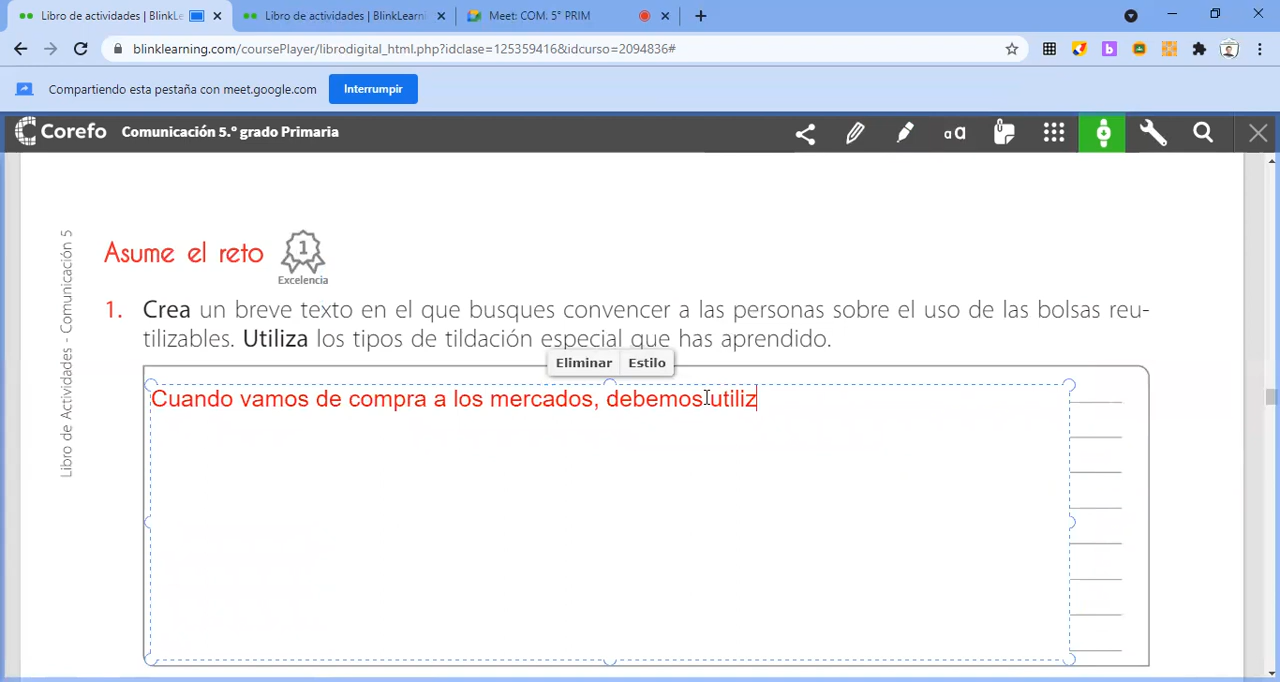 Libro de actividades | BlinkLe
Libro de actividades | BlinkLearn
Meet: COM. 5° PRIM
blinklearning.com/coursePlayer/librodigital_html.php?idclase=125359416&idcurso=2094836#
Compartiendo esta pestaña con meet.google.com
Interrumpir
Corefo
Comunicación 5.º grado Primaria
a a
Libro de Actividades - Comunicación 5
Asume el reto
1
Excelencia
1. Crea un breve texto en el que busques convencer a las personas sobre el uso de las bolsas reu-
tilizables. Utiliza los tipos de tildación especial que has aprendido.
Eliminar Estilo
Cuando vamos de compra a los mercados, debemos utiliz